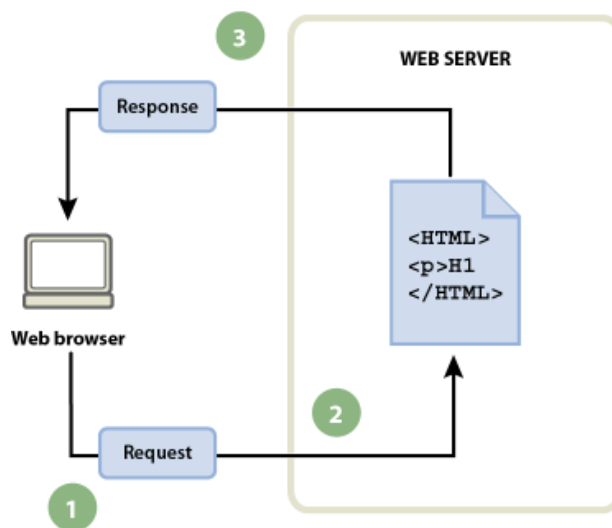 3
WEB SERVER
Response
<HTML>
<p>H1
</HTML>
Web browser
2
Request
1